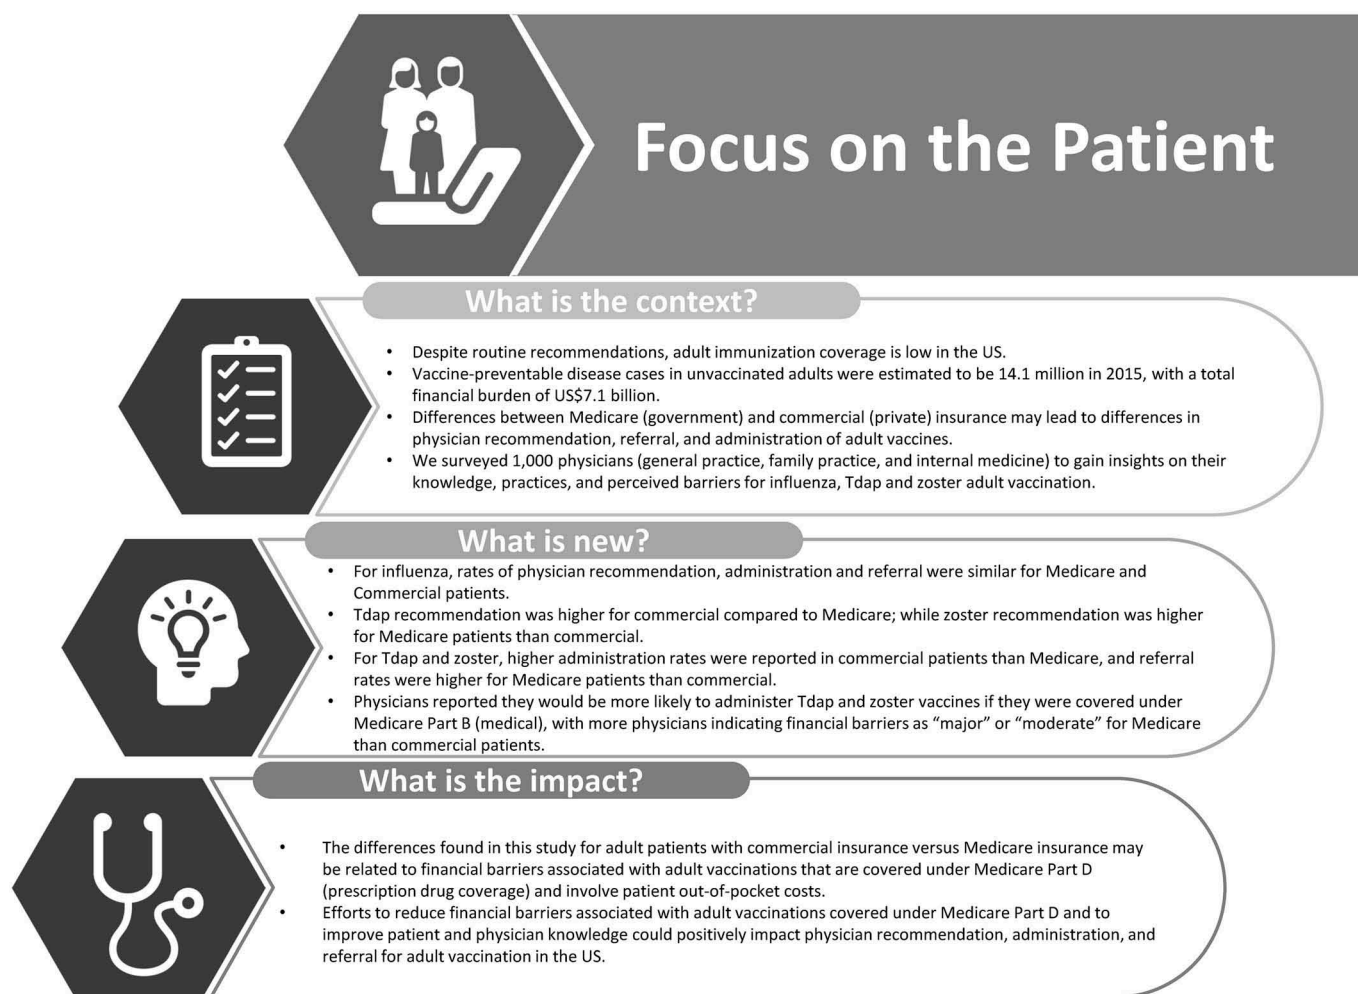 Focus on the Patient
What is the context?
• Despite routine recommendations, adult immunization coverage is low in the US.
• Vaccine-preventable disease cases in unvaccinated adults were estimated to be 14.1 million in 2015, with a total
financial burden of US$7.1 billion.
• Differences between Medicare (government) and commercial (private) insurance may lead to differences in
physician recommendation, referral, and administration of adult vaccines.
• We surveyed 1,000 physicians (general practice, family practice, and internal medicine) to gain insights on their
knowledge, practices, and perceived barriers for influenza, Tdap and zoster adult vaccination.
What is new?
• For influenza, rates of physician recommendation, administration and referral were similar for Medicare and
Commercial patients.
• Tdap recommendation was higher for commercial compared to Medicare; while zoster recommendation was higher
for Medicare patients than commercial.
• For Tdap and zoster, higher administration rates were reported in commercial patients than Medicare, and referral
rates were higher for Medicare patients than commercial.
• Physicians reported they would be more likely to administer Tdap and zoster vaccines if they were covered under
Medicare Part B (medical), with more physicians indicating financial barriers as “major” or “moderate” for Medicare
than commercial patients.
What is the impact?
• The differences found in this study for adult patients with commercial insurance versus Medicare insurance may
be related to financial barriers associated with adult vaccinations that are covered under Medicare Part D
(prescription drug coverage) and involve patient out-of-pocket costs.
• Efforts to reduce financial barriers associated with adult vaccinations covered under Medicare Part D and to
improve patient and physician knowledge could positively impact physician recommendation, administration, and
referral for adult vaccination in the US.